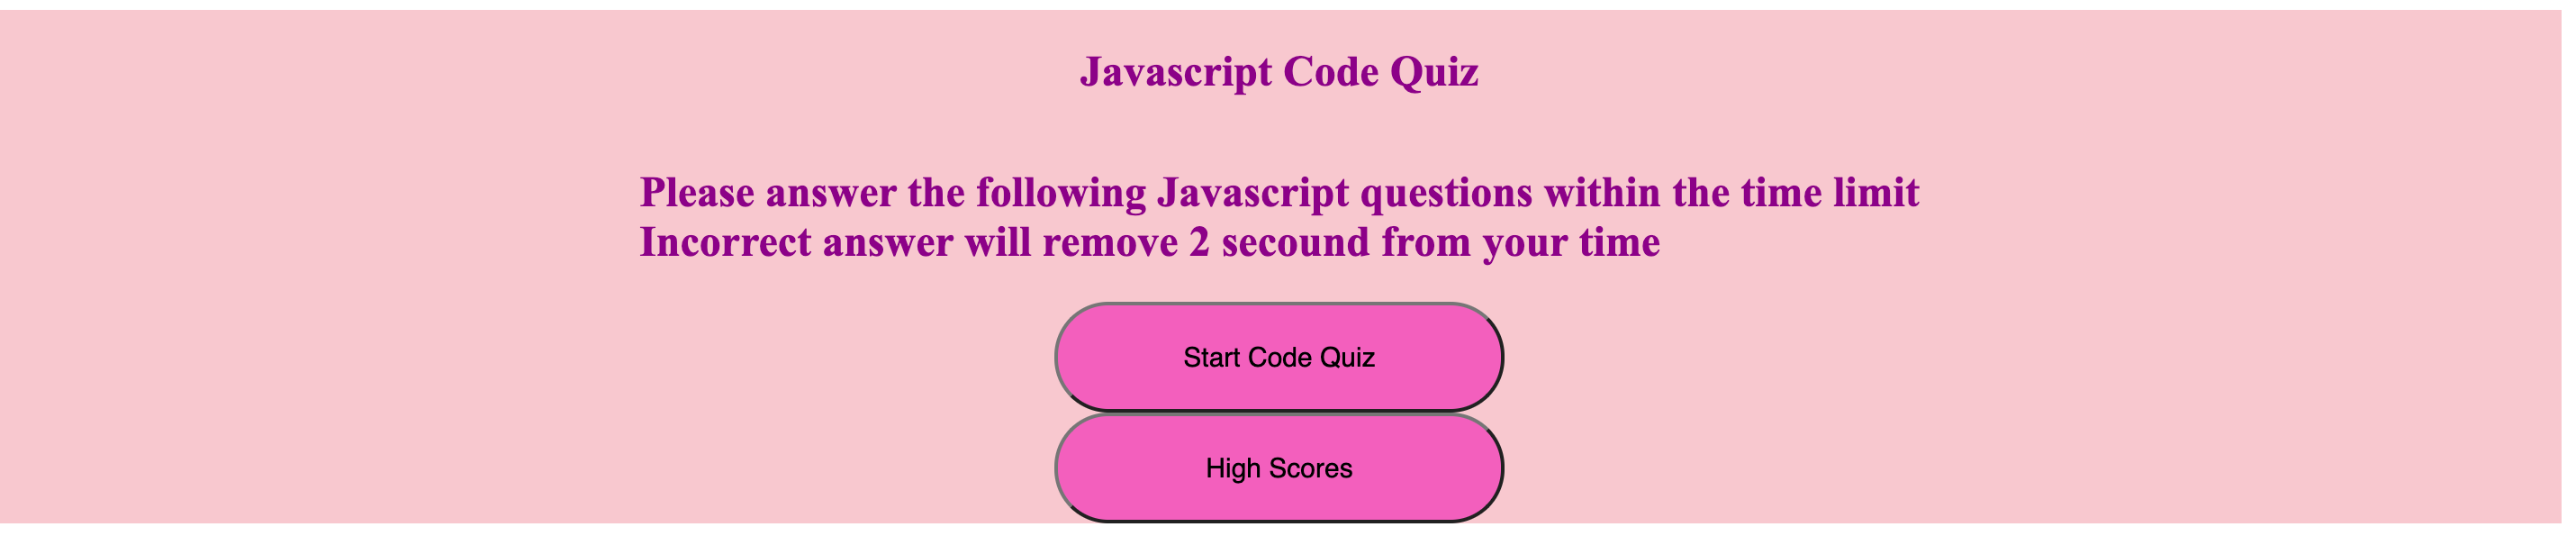 Javascript Code Quiz
Please answer the following Javascript questions within the time limit
Incorrect answer will remove 2 secound from your time
Start Code Quiz
High Scores